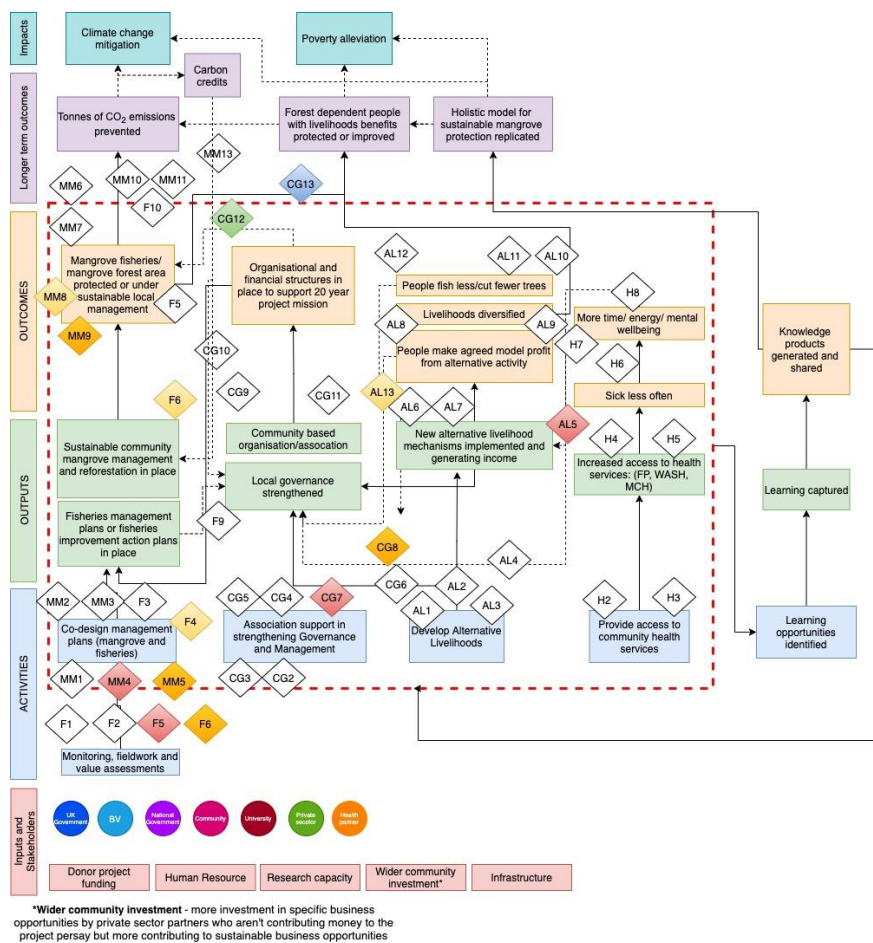 Impacts
Climate change
mitigation
Poverty alleviation
Longer term outcomes
Carbon
credits
Tonnes of CO2 emissions
prevented
Forest dependent people
with livelihoods benefits
protected or improved
Holistic model for
sustainable mangrove
protection replicated
MM13
MM6
MM10
MM11
CG13
F10
OUTCOMES
MM7
CG12
Mangrove fisheries/
mangrove forest area
protected or under
sustainable local
management
MM8
F5
MM9
Organisational and
financial structures in
place to support 20 year
project mission
AL12
AL11
AL10
People fish less/cut fewer trees
Livelihoods diversified
AL8
AL9
People make agreed model profit
from alternative activity
H8
More time/ energy/ mental
wellbeing
H7
H6
Sick less often
Knowledge
products
generated and
shared
CG10
CG9
CG11
F6
AL13
AL6
AL7
AL5
H4
H5
OUTPUTS
Sustainable community
mangrove management
and reforestation in place
Community based
organisation/assocation
New alternative livelihood
mechanisms implemented and
generating income
Increased access to health
services: (FP, WASH,
MCH)
Local governance
strengthened
Learning captured
Fisheries management
plans or fisheries
improvement action plans
in place
F9
CG8
AL4
ACTIVITIES
MM2
MM3
F3
F4
CG5
CG4
CG7
CG6
AL2
AL1
AL3
H2
H3
Co-design management
plans (mangrove and
fisheries)
Association support in
strengthening Governance
and Management
Develop Alternative
Livelihoods
Provide access to
community health
services
Learning
opportunities
identified
MM1
MM4
MM5
CG3
CG2
F1
F2
F5
F6
Monitoring, fieldwork and
value assessments
Inputs and
Stakeholders
UK
Government
BV
National
Government
Community
University
Private
secotor
Health
partner
Donor project
funding
Human Resource
Research capacity
Wider community
investment*
Infrastructure
*Wider community investment - more investment in specific business
opportunities by private sector partners who aren't contributing money to the
project persay but more contributing to sustainable business opportunities